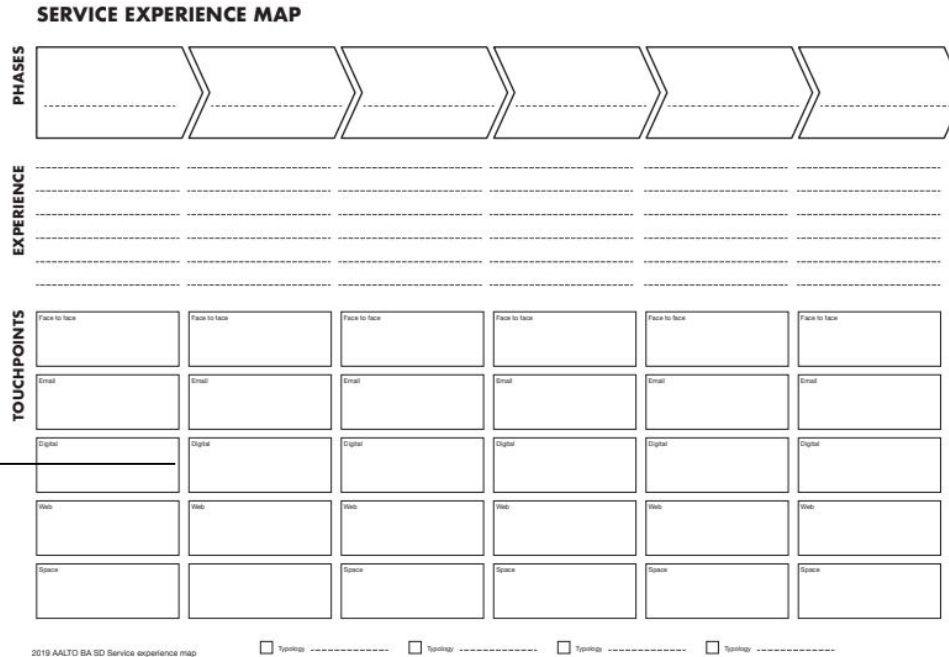 SERVICE EXPERIENCE MAP
PHASES
EXPERIENCE
TOUCHPOINTS
Face to face Face to face Face to face Face to face Face to face Face to face
Email Email Email Email Email Email
Digital Digital Digital Digital Digital Digital
Web Web Web Web Web Web
Space Space Space Space Space
2019 AALTO BA SD Service experience map Typology Typology Typology Typology